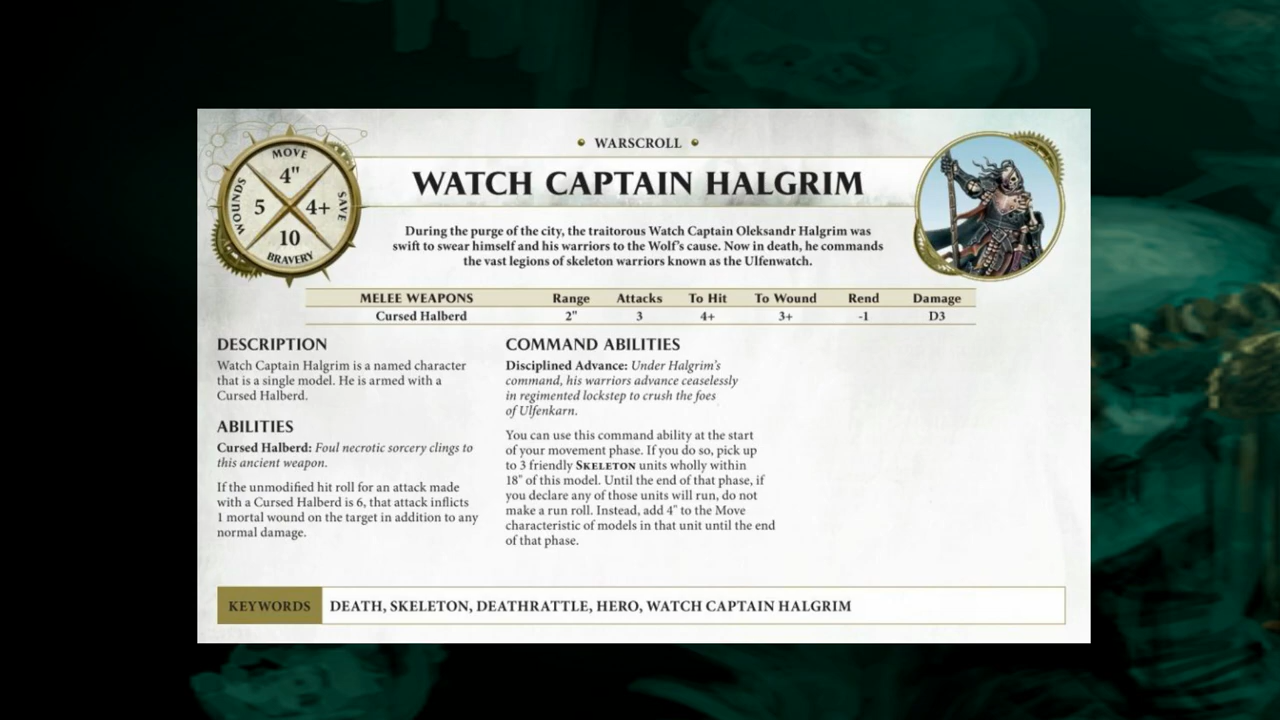 WARSCROLL
WATCH CAPTAIN HALGRIM
MOVE
4"
WOUNDS
5
4+
SAVE
10
BRAVERY
During the purge of the city, the traitorous Watch Captain Oleksandr Halgrim was
swift to swear himself and his warriors to the Wolf's cause. Now in death, he commands
the vast legions of skeleton warriors known as the Ulfenwatch.
MELEE WEAPONS Range Attacks To Hit To Wound Rend Damage
Cursed Halberd 2" 3 4+ 3+ -1 D3
DESCRIPTION
Watch Captain Halgrim is a named character
that is a single model. He is armed with a
Cursed Halberd.
ABILITIES
Cursed Halberd: Foul necrotic sorcery clings to
this ancient weapon.
If the unmodified hit roll for an attack made
with a Cursed Halberd is 6, that attack inflicts
1 mortal wound on the target in addition to any
normal damage.
COMMAND ABILITIES
Disciplined Advance: Under Halgrim's
command, his warriors advance ceaselessly
in regimented lockstep to crush the foes
of Ulfenkarn.
You can use this command ability at the start
of your movement phase. If you do so, pick up
to 3 friendly SKELETON units wholly within
18" of this model. Until the end of that phase, if
you declare any of those units will run, do not
make a run roll. Instead, add 4" to the Move
characteristic of models in that unit until the end
of that phase.
KEYWORDS DEATH, SKELETON, DEATHRATTLE, HERO, WATCH CAPTAIN HALGRIM